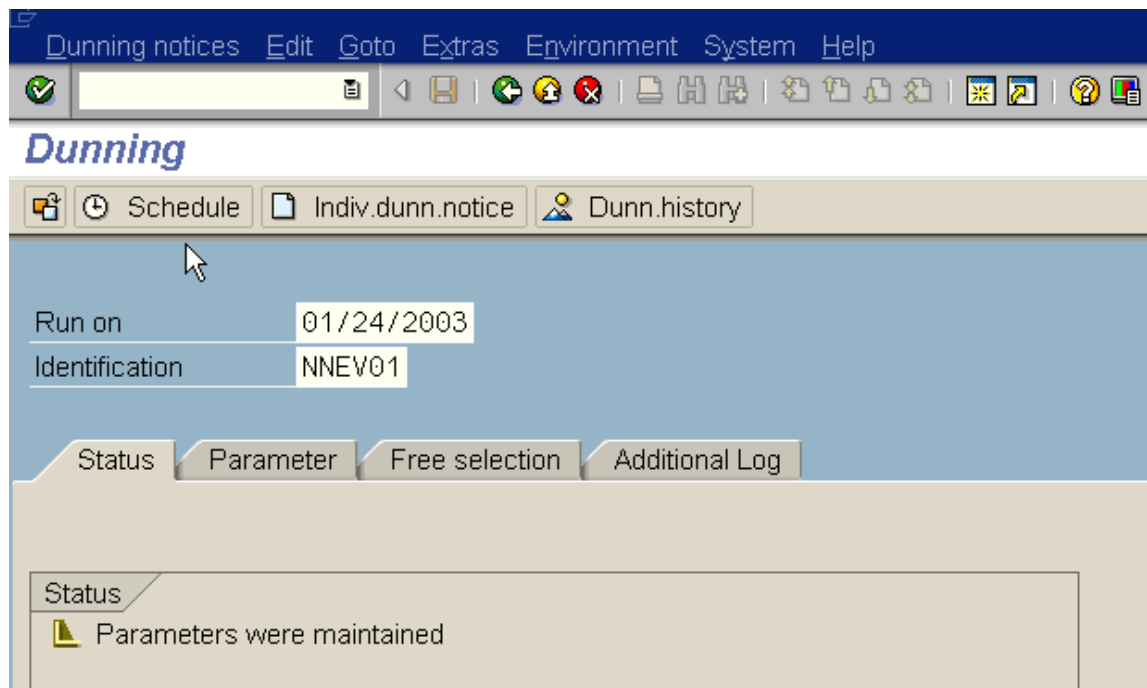 Dunning notices Edit Goto Extras Environment System Help
Dunning
Schedule Indiv.dunn.notice Dunn.history
Run on 01/24/2003
Identification NNEV01
Status Parameter Free selection Additional Log
Status
Parameters were maintained